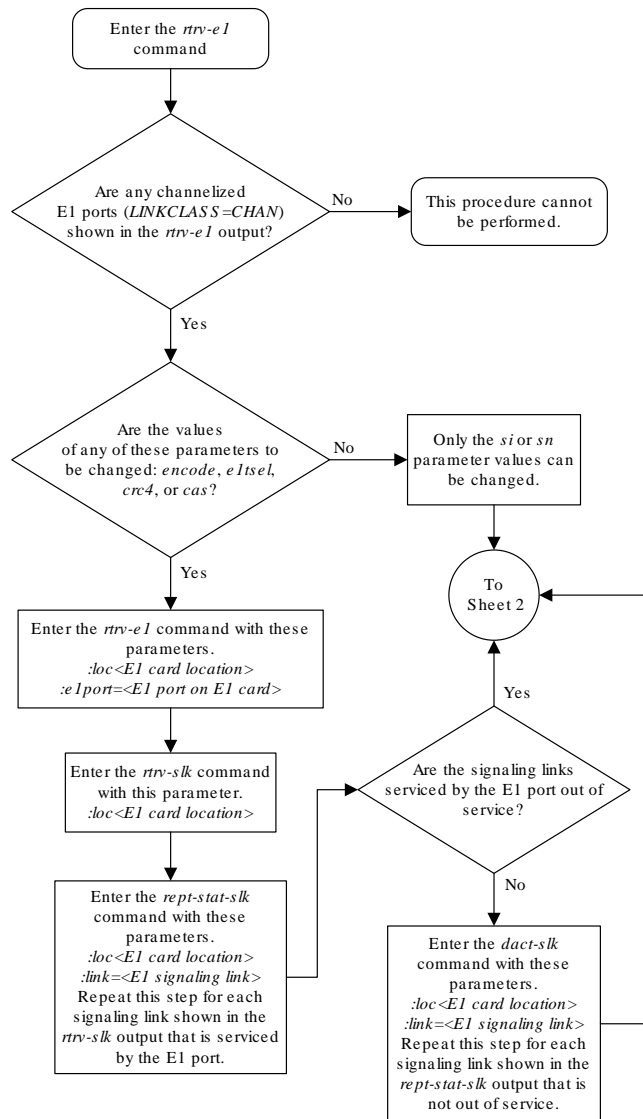 Enter the rtrv-e1
command
Are any channelized
E1 ports (LINKCLASS=CHAN)
shown in the rtrv-e1 output?
No
This procedure cannot
be performed.
Yes
Are the values
of any of these parameters to
be changed: encode, e1tsel,
crc4, or cas?
No
Only the si or sn
parameter values can
be changed.
To
Sheet 2
Yes
Enter the rtrv-e1 command with these
parameters.
:loc<E1 card location>
:e1port=<E1 port on E1 card>
Enter the rtrv-slk command
with this parameter.
:loc<E1 card location>
Enter the rept-stat-slk
command with these
parameters.
:loc<E1 card location>
:link=<E1 signaling link>
Repeat this step for each
signaling link shown in the
rtrv-slk output that is serviced
by the E1 port.
Are the signaling links
serviced by the E1 port out of
service?
Yes
No
Enter the dact-slk
command with these
parameters.
:loc<E1 card location>
:link=<E1 signaling link>
Repeat this step for each
signaling link shown in the
rept-stat-slk output that is
not out of service.